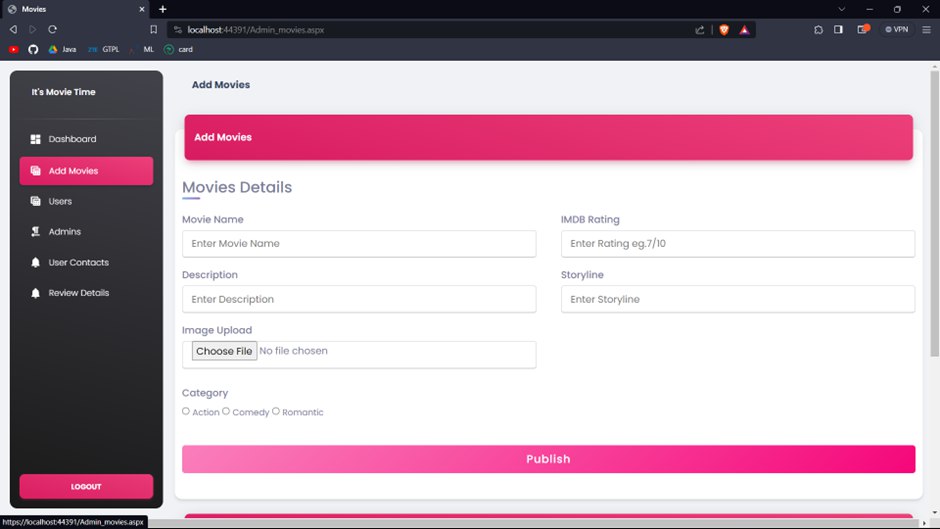 Movies
localhost:44391/Admin_movies.aspx
VPN
Java
GTPL
ML
card
It's Movie Time
Dashboard
Add Movies
Users
Admins
User Contacts
Review Details
LOGOUT
Add Movies
Add Movies
Movies Details
Movie Name
IMDB Rating
Enter Movie Name
Enter Rating eg.7/10
Description
Storyline
Enter Description
Enter Storyline
Image Upload
Choose File No file chosen
Category
Action Comedy Romantic
Publish
https://localhost:44391/Admin_movies.aspx